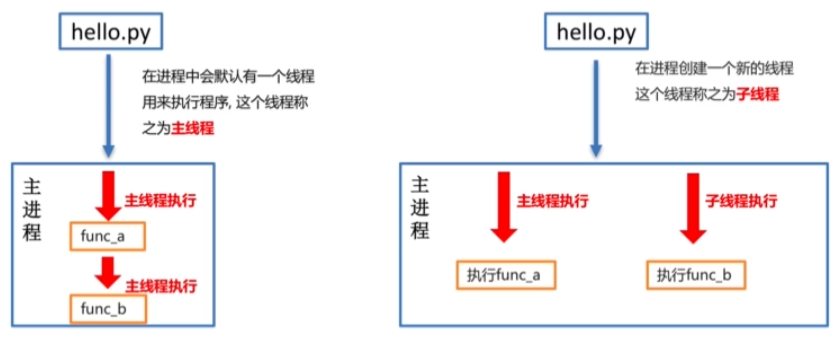 hello.py
在进程中会默认有一个线程
用来执行程序, 这个线程称
之为主线程
主进程
主线程执行
func_a
主线程执行
func_b
hello.py
在进程创建一个新的线程
这个线程称之为子线程
主进程
主线程执行
子线程执行
执行func_a
执行func_b